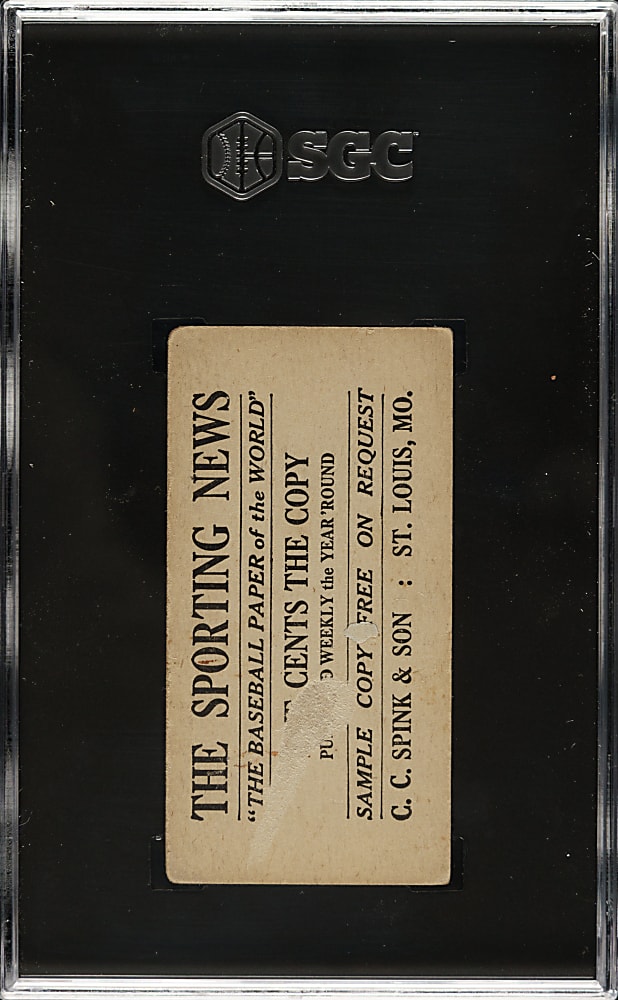 SGC
THE SPORTING NEWS
"THE BASEBALL PAPER of the WORLD"
CENTS THE COPY
WEEKLY the YEAR 'ROUND
SAMPLE COPY FREE ON REQUEST
C. C. SPINK & SON : ST. LOUIS, MO.